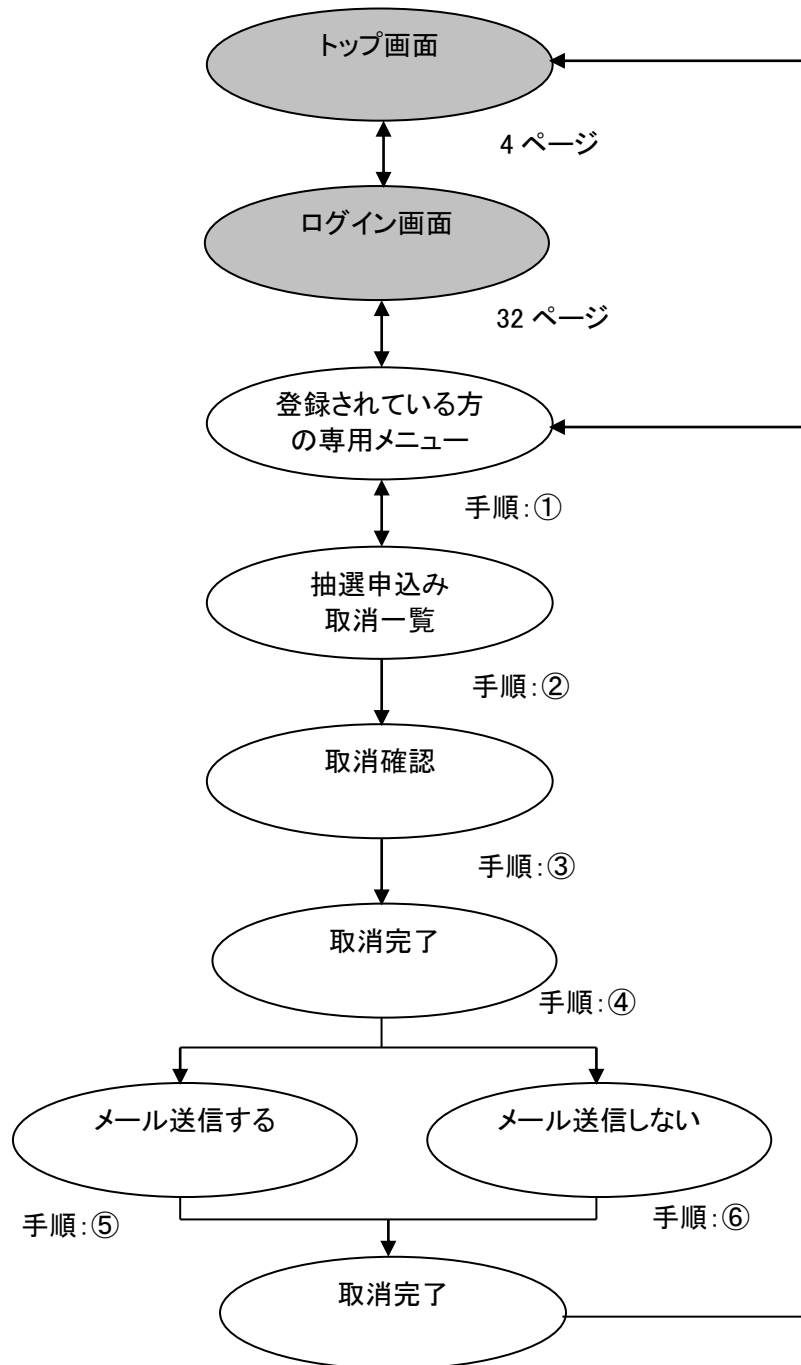 トップ画面
4 ページ
ログイン画面
32 ページ
登録されている方
の専用メニュー
手順：①
抽選申込み
取消一覧
手順：②
取消確認
手順：③
取消完了
手順：④
メール送信する
メール送信しない
手順：⑤
手順：⑥
取消完了